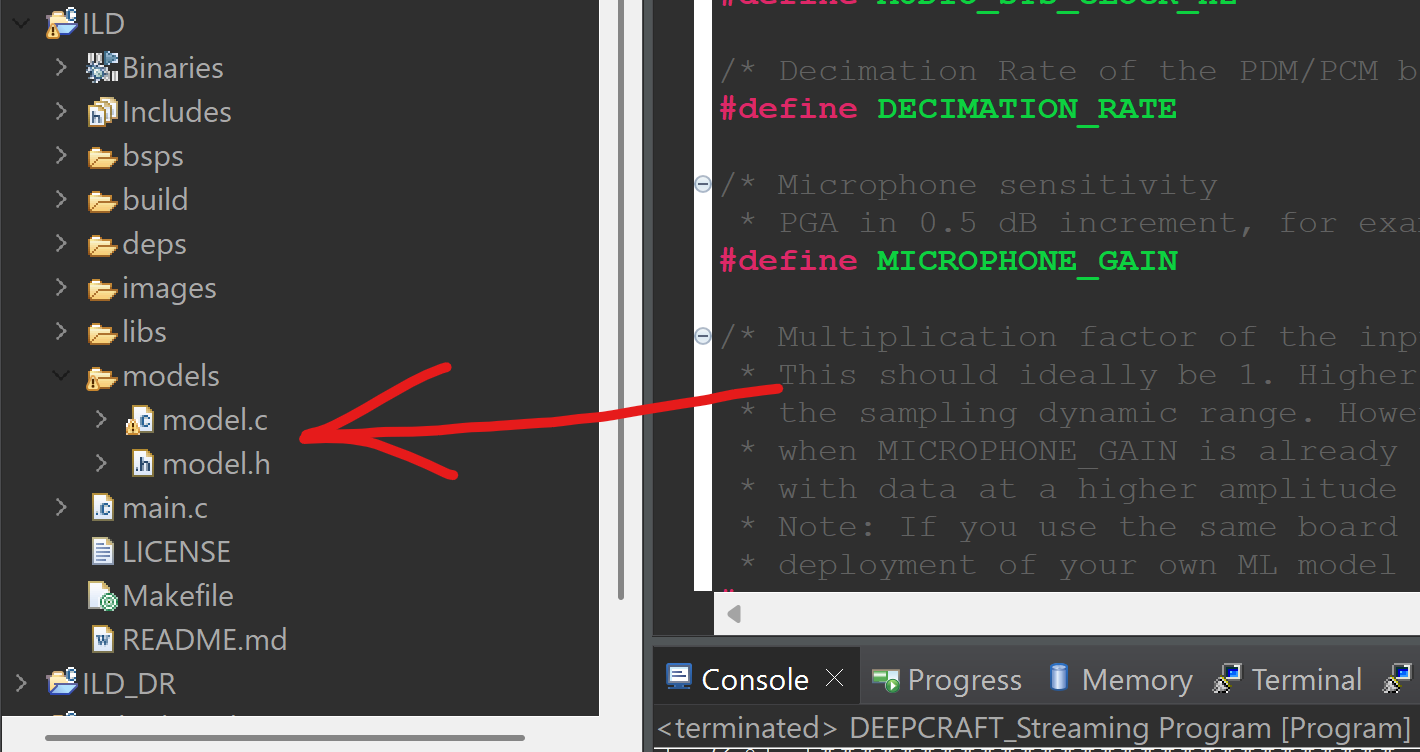 ILD
Binaries
Includes
bsps
build
deps
images
libs
models
model.c
model.h
main.c
LICENSE
Makefile
README.md
ILD_DR
/* Decimation Rate of the PDM/PCM b
#define DECIMATION_RATE
/* Microphone sensitivity
* PGA in 0.5 dB increment, for exa
#define MICROPHONE_GAIN
/* Multiplication factor of the inp
* This should ideally be 1. Higher
* the sampling dynamic range. Howe
* when MICROPHONE_GAIN is already
* with data at a higher amplitude
* Note: If you use the same board
* deployment of your own ML model
Console Progress Memory Terminal
<terminated> DEEPCRAFT_Streaming Program [Program]